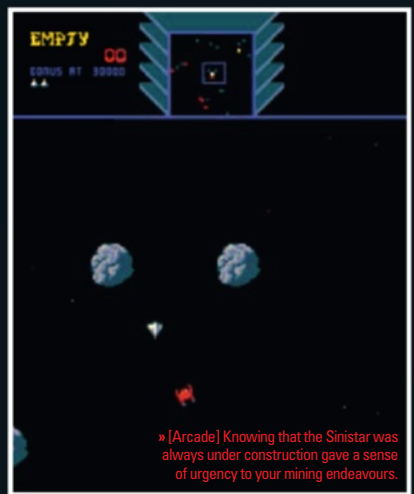 EMPTY
00
BONUS AT 30000
» [Arcade] Knowing that the Sinistar was
always under construction gave a sense
of urgency to your mining endeavours.